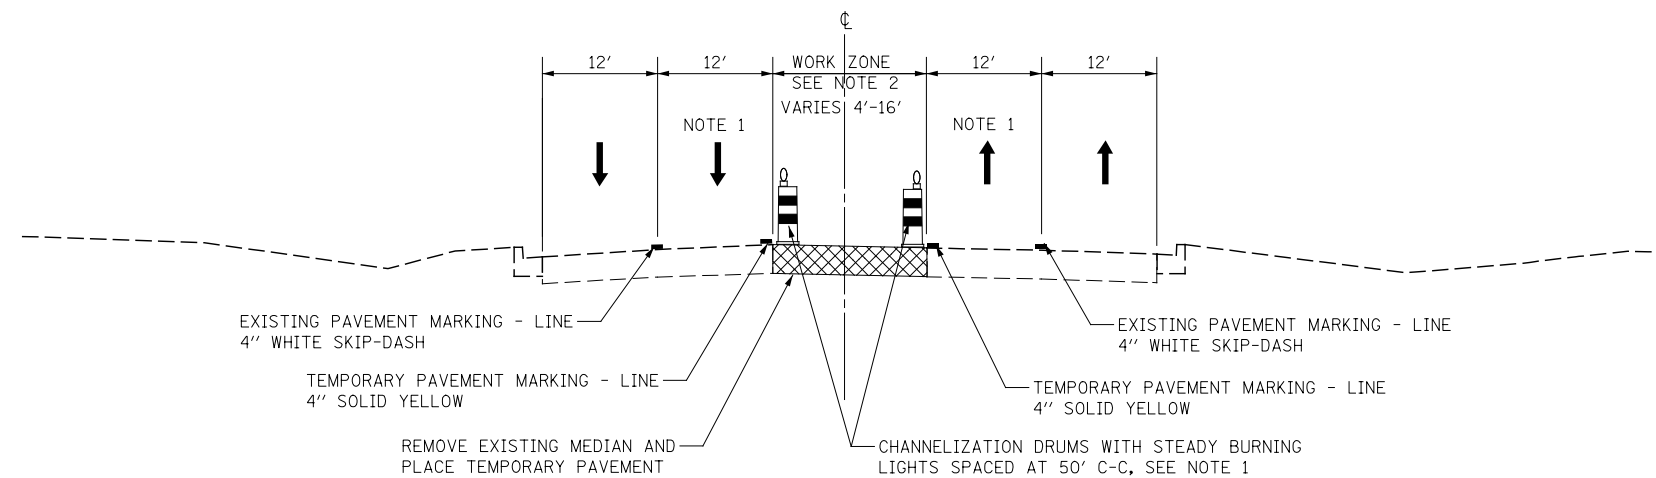 ℄
12′ 12′ WORK ZONE 12′ 12′
SEE NOTE 2
VARIES 4′-16′
NOTE 1 NOTE 1
EXISTING PAVEMENT MARKING - LINE
4″ WHITE SKIP-DASH
EXISTING PAVEMENT MARKING - LINE
4″ WHITE SKIP-DASH
TEMPORARY PAVEMENT MARKING - LINE
4″ SOLID YELLOW
TEMPORARY PAVEMENT MARKING - LINE
4″ SOLID YELLOW
REMOVE EXISTING MEDIAN AND
PLACE TEMPORARY PAVEMENT
CHANNELIZATION DRUMS WITH STEADY BURNING
LIGHTS SPACED AT 50′ C-C, SEE NOTE 1